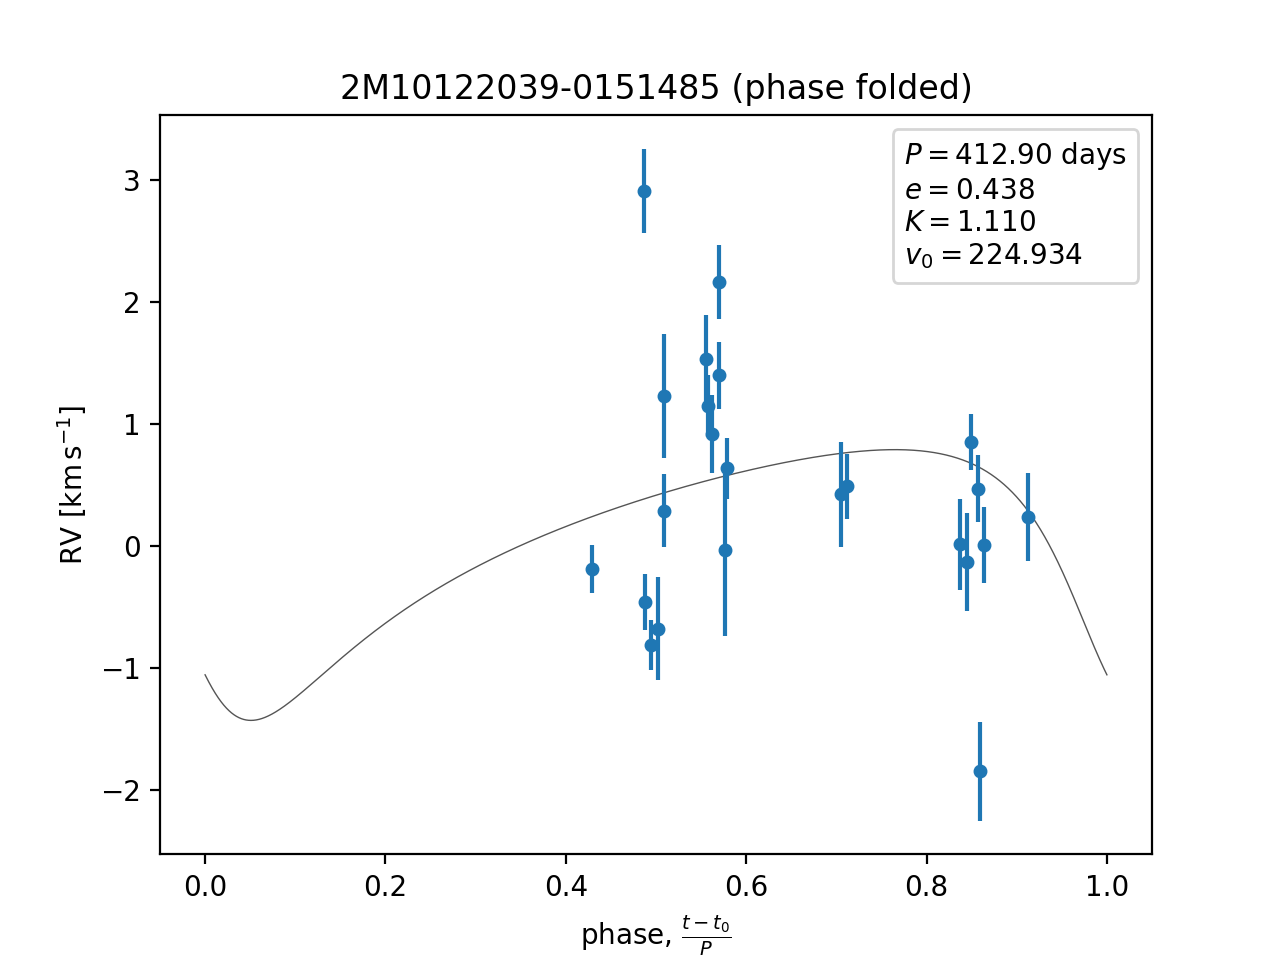 2M10122039-0151485 (phase folded)
P = 412.90 days
e = 0.438
K = 1.110
v₀ = 224.934
3
2
1
0
−1
−2
RV [km s⁻¹]
0.0 0.2 0.4 0.6 0.8 1.0
phase, (t − t₀)/P